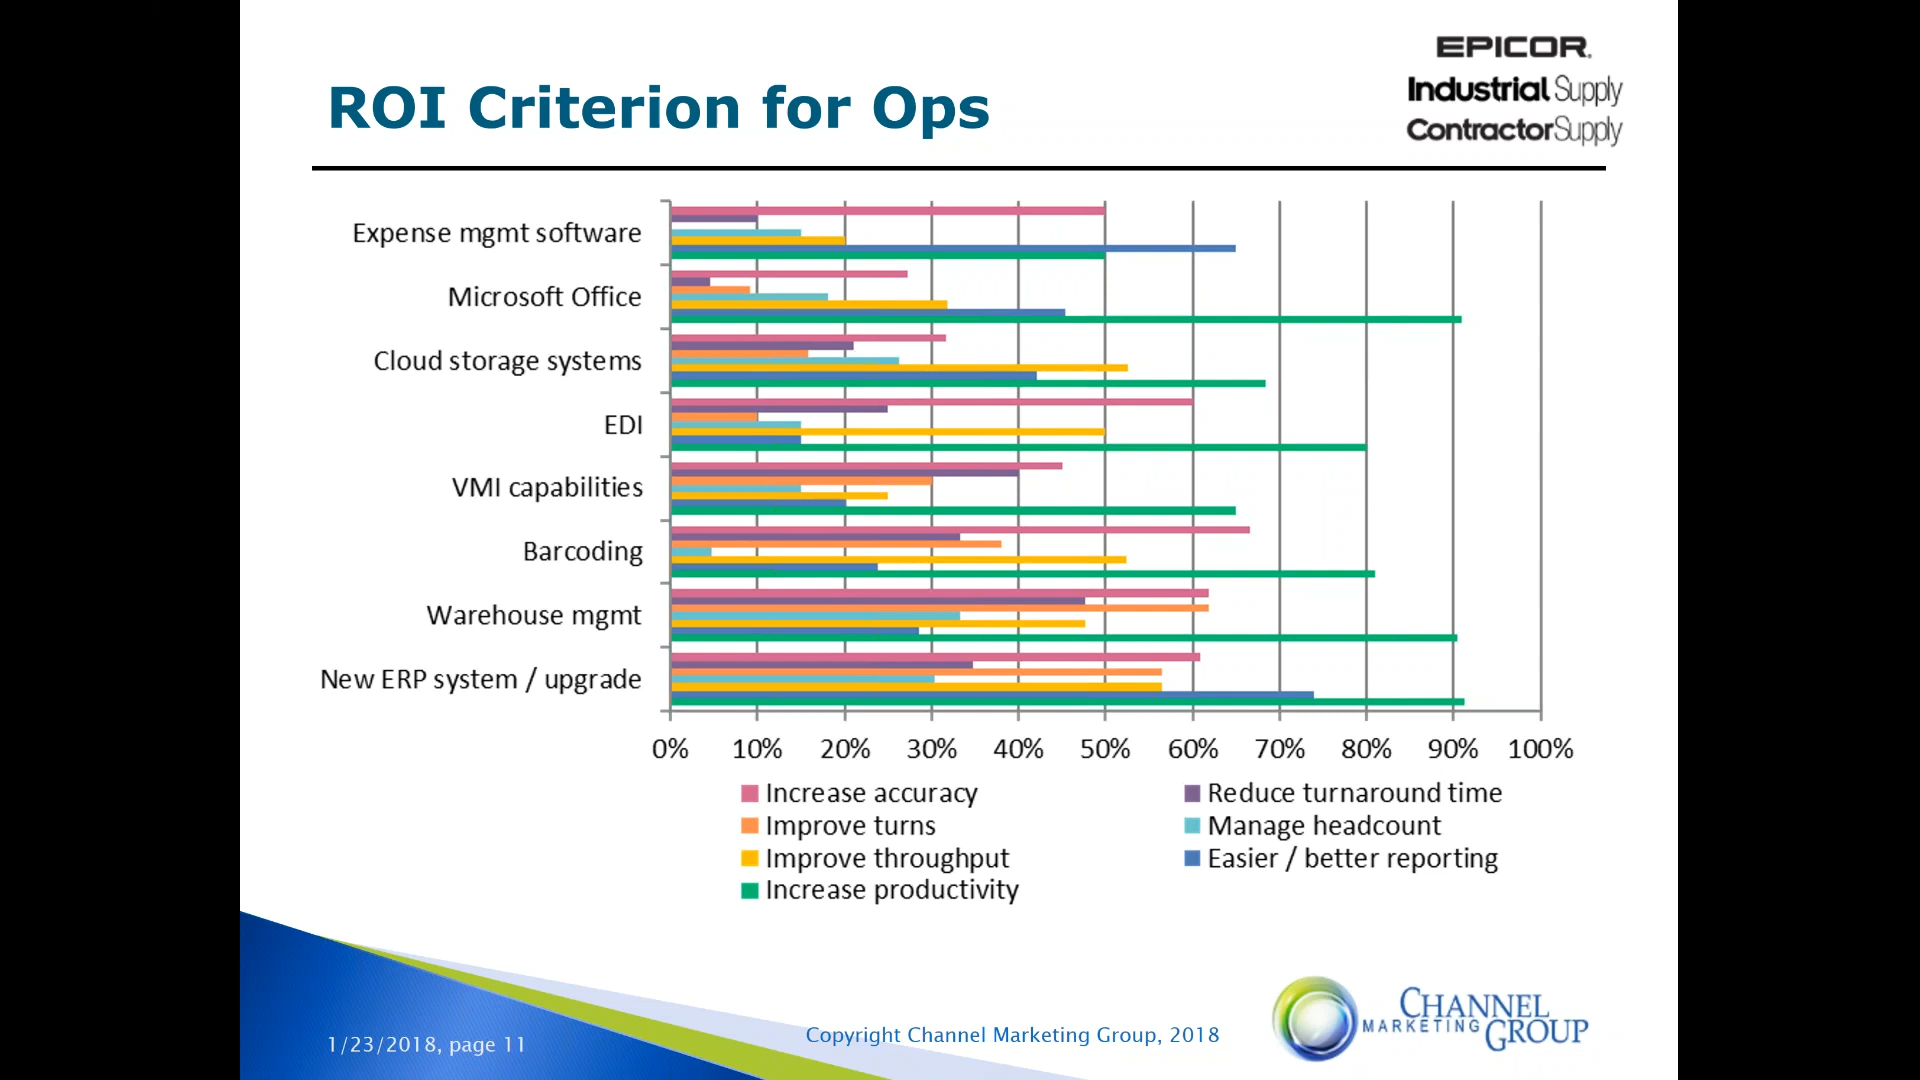 EPICOR.
ROI Criterion for Ops
Industrial Supply
ContractorSupply
Expense mgmt software
Microsoft Office
Cloud storage systems
EDI
VMI capabilities
Barcoding
Warehouse mgmt
New ERP system / upgrade
0% 10% 20% 30% 40% 50% 60% 70% 80% 90% 100%
Increase accuracy
Reduce turnaround time
Improve turns
Manage headcount
Improve throughput
Easier / better reporting
Increase productivity
1/23/2018, page 11
Copyright Channel Marketing Group, 2018
CHANNEL
MARKETING GROUP